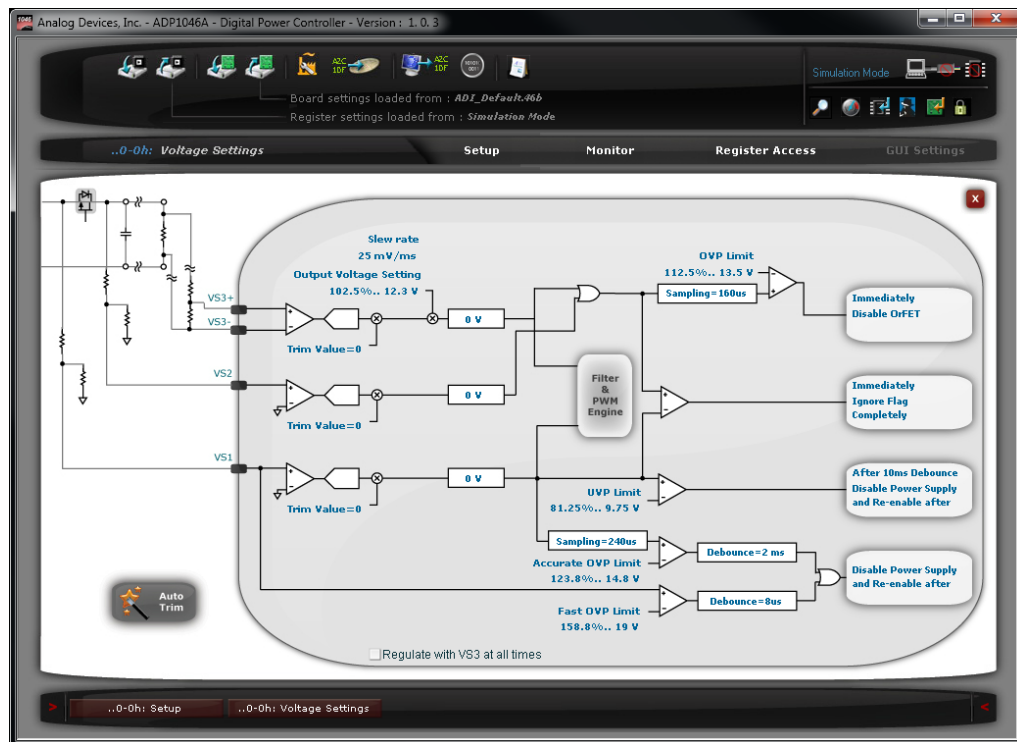 Analog Devices, Inc. - ADP1046A - Digital Power Controller - Version : 1. 0. 3
A2C
1DF
A2C
1DF
Simulation Mode
Board settings loaded from : ADI_Default.46b
Register settings loaded from : Simulation Mode
..0-0h: Voltage Settings
Setup
Monitor
Register Access
GUI Settings
Slew rate
25 mV/ms
Output Voltage Setting
102.5%.. 12.3 V
OVP Limit
112.5%.. 13.5 V
Sampling=160us
Immediately
Disable OrFET
VS3+
VS3-
0 V
Trim Value=0
VS2
0 V
Trim Value=0
Filter
&
PWM
Engine
Immediately
Ignore Flag
Completely
VS1
0 V
Trim Value=0
UVP Limit
81.25%.. 9.75 V
After 10ms Debounce
Disable Power Supply
and Re-enable after
Sampling=240us
Accurate OVP Limit
123.8%.. 14.8 V
Debounce=2 ms
Disable Power Supply
and Re-enable after
Fast OVP Limit
158.8%.. 19 V
Debounce=8us
Auto
Trim
Regulate with VS3 at all times
..0-0h: Setup
..0-0h: Voltage Settings